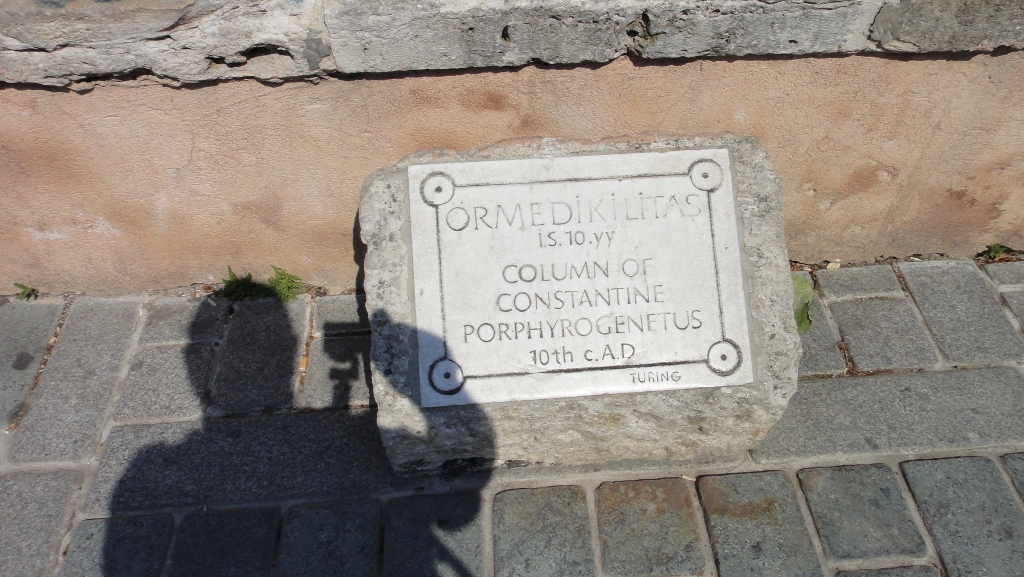 ÖRMEDİKİLİTAŞ
İ.S. 10.yy
COLUMN OF
CONSTANTINE
PORPHYROGENETUS
10th c.A.D
TURING